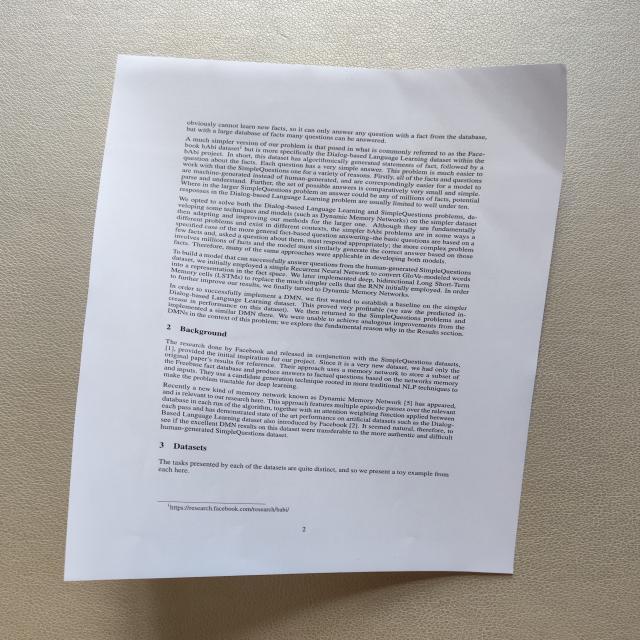 obviously cannot learn new facts, so it can only answer any question with a fact from the database,
but with a large database of facts many questions can be answered.
A much simpler version of our problem is that posed in what is commonly referred to as the Face-
book bAbi dataset¹ but is more specifically the Dialog-based Language Learning dataset within the
bAbi project. In short, this dataset has algorithmically generated statements of fact, followed by a
question about the facts. Each question has a very simple answer. This problem is much easier to
work with that the SimpleQuestions one for a variety of reasons. Firstly, all of the facts and questions
are machine-generated instead of human-generated, and are correspondingly easier for a model to
parse and understand. Further, the set of possible answers is comparatively very small and simple.
Where in the larger SimpleQuestion problem an answer could be any of millions of facts, potential
responses in the Dialog-based Language Learning problem are usually limited to well under ten.
We opted to solve both the Dialog-based Language Learning and SimpleQuestions problems, de-
veloping some techniques and models (such as Dynamic Memory Networks) on the simpler dataset
then adapting and improving our methods for the larger one. Although they are fundamentally
different problems and exist in different contexts, the simpler bAbi problems are in some ways a
specified case of the more general fact-based question answering–the basic questions are based on a
few facts and, asked a question about them, must respond appropriately; the more complex problem
involves millions of facts and the model must similarly generate the correct answer based on those
facts. Therefore, many of the same approaches were applicable in developing both models.
To build a model that can successfully answer questions from the human-generated SimpleQuestions
dataset, we initially employed a simple Recurrent Neural Network to convert GloVe-modeled words
into a representation in the fact space. We later implemented deep, bidirectional Long Short-Term
Memory cells (LSTMs) to replace the much simpler cells that the RNN initially employed. In order
to further improve our results, we finally turned to Dynamic Memory Networks.
In order to successfully implement a DMN, we first wanted to establish a baseline on the simpler
Dialog-based Language Learning dataset. This proved very profitable (we saw the predicted in-
crease in performance on this dataset). We then returned to the SimpleQuestions problems and
implemented a similar DMN there. We were unable to achieve analogous improvements from the
DMNs in the context of this problem; we explore the fundamental reason why in the Results section.
2 Background
The research done by Facebook and released in conjunction with the SimpleQuestions datasets,
[1], provided the initial inspiration for our project. Since it is a very new dataset, we had only the
original paper's results for reference. Their approach uses a memory network to store a subset of
the Freebase fact database and produce answers to factual questions based on the networks memory
and inputs. They use a candidate generation technique rooted in more traditional NLP techniques to
make the problem tractable for deep learning.
Recently a new kind of memory network known as Dynamic Memory Network [5] has appeared,
and is relevant to our research here. This approach features multiple episodic passes over the relevant
database in each run of the algorithm, together with an attention weighting function applied between
each pass and has demonstrated state of the art performance on artificial datasets such as the Dialog-
Based Language Learning dataset also introduced by Facebook [2]. It seemed natural, therefore, to
see if the excellent DMN results on this dataset were transferable to the more authentic and difficult
human-generated SimpleQuestions dataset.
3 Datasets
The tasks presented by each of the datasets are quite distinct, and so we present a toy example from
each here.
¹https://research.facebook.com/research/babi/
2